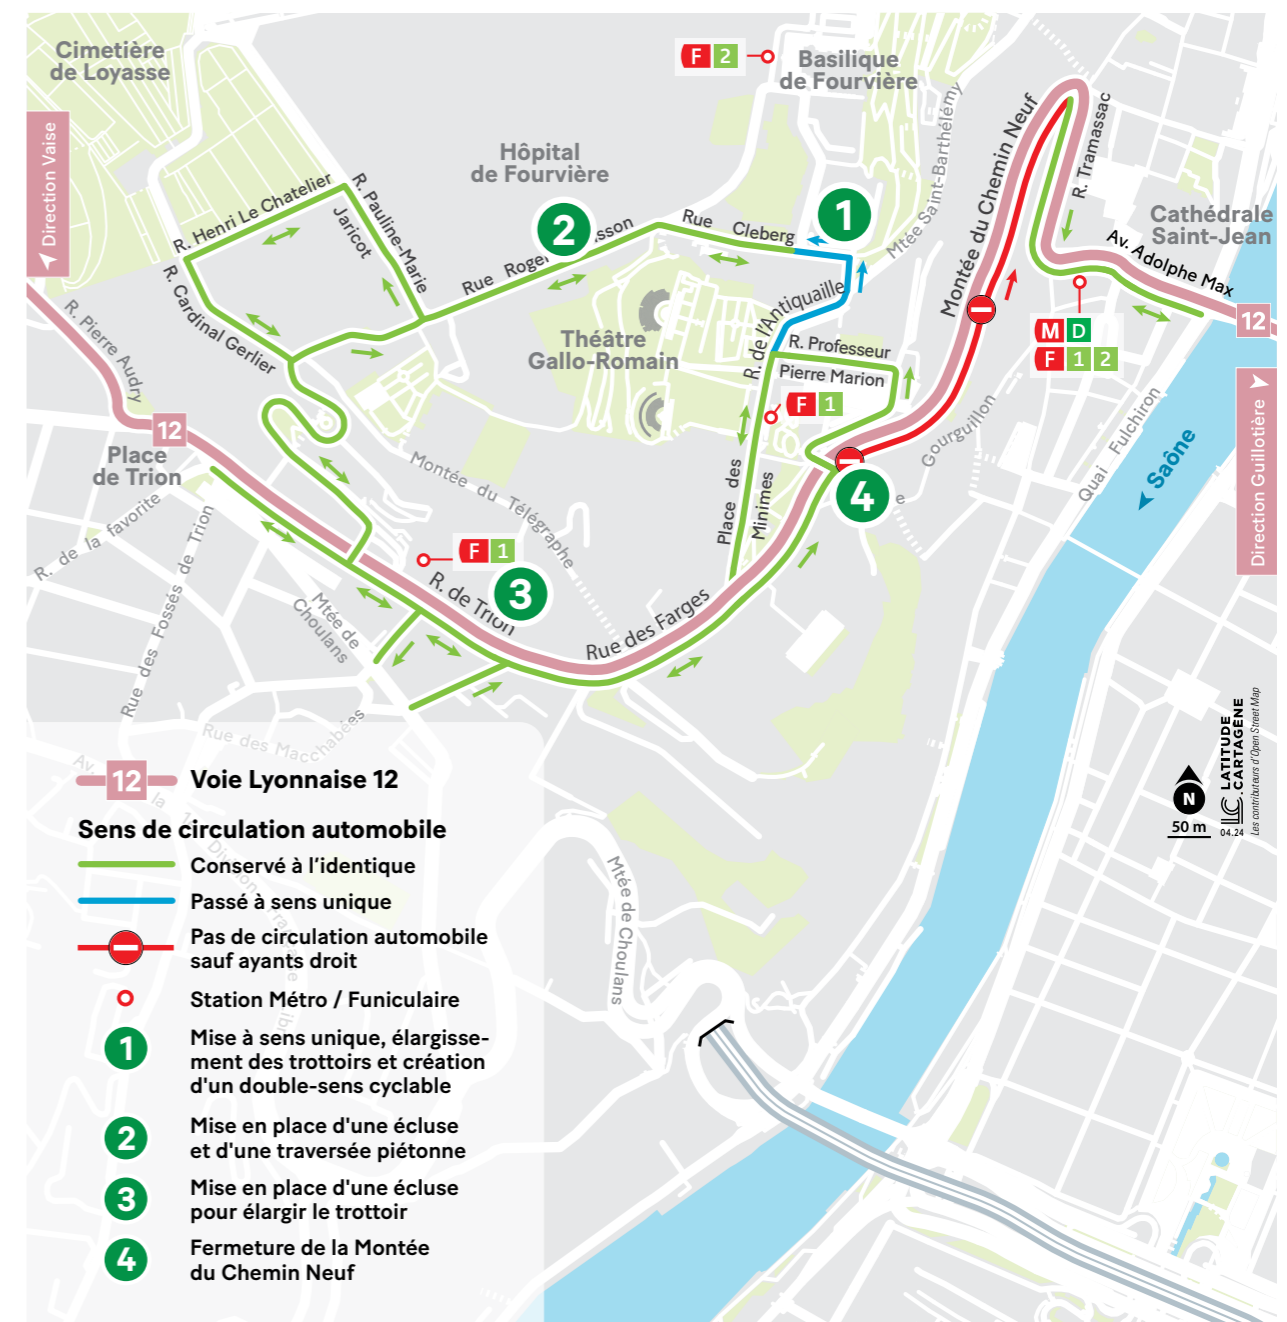 Cimetière
de Loyasse
F 2
Basilique
de Fourvière
Direction Vaise
Hôpital
de Fourvière
Mtée Saint-Barthélémy
Montée du Chemin Neuf
R. Tramassac
Cathédrale
Saint-Jean
Av. Adolphe Max
12
R. Henri Le Chatelier
R. Pauline-Marie
Jaricot
R. Cardinal Gerlier
Rue Roger
sson
2
Rue Cleberg
1
R. de l'Antiquaille
Théâtre
Gallo-Romain
R. Professeur
Pierre Marion
F 1
M D
F 1 2
R. Pierre Audry
12
Place
de Trion
R. de la favorite
Rue des Fossés de Trion
Montée du Télégraphe
Place des
Minimes
4
e
Gourguillon
Quai Fulchiron
Saône
Direction Guillotière
F 1
3
R. de Trion
Rue des Farges
Mtée de
Choulans
Rue des Macchabées
Mtée de Choulans
12 Voie Lyonnaise 12
Sens de circulation automobile
Conservé à l'identique
Passé à sens unique
Pas de circulation automobile
sauf ayants droit
Station Métro / Funiculaire
1 Mise à sens unique, élargisse-
ment des trottoirs et création
d'un double-sens cyclable
2 Mise en place d'une écluse
et d'une traversée piétonne
3 Mise en place d'une écluse
pour élargir le trottoir
4 Fermeture de la Montée
du Chemin Neuf
N
50 m
LC LATITUDE
.CARTAGÈNE
04.24
Les contributeurs d'Open Street Map